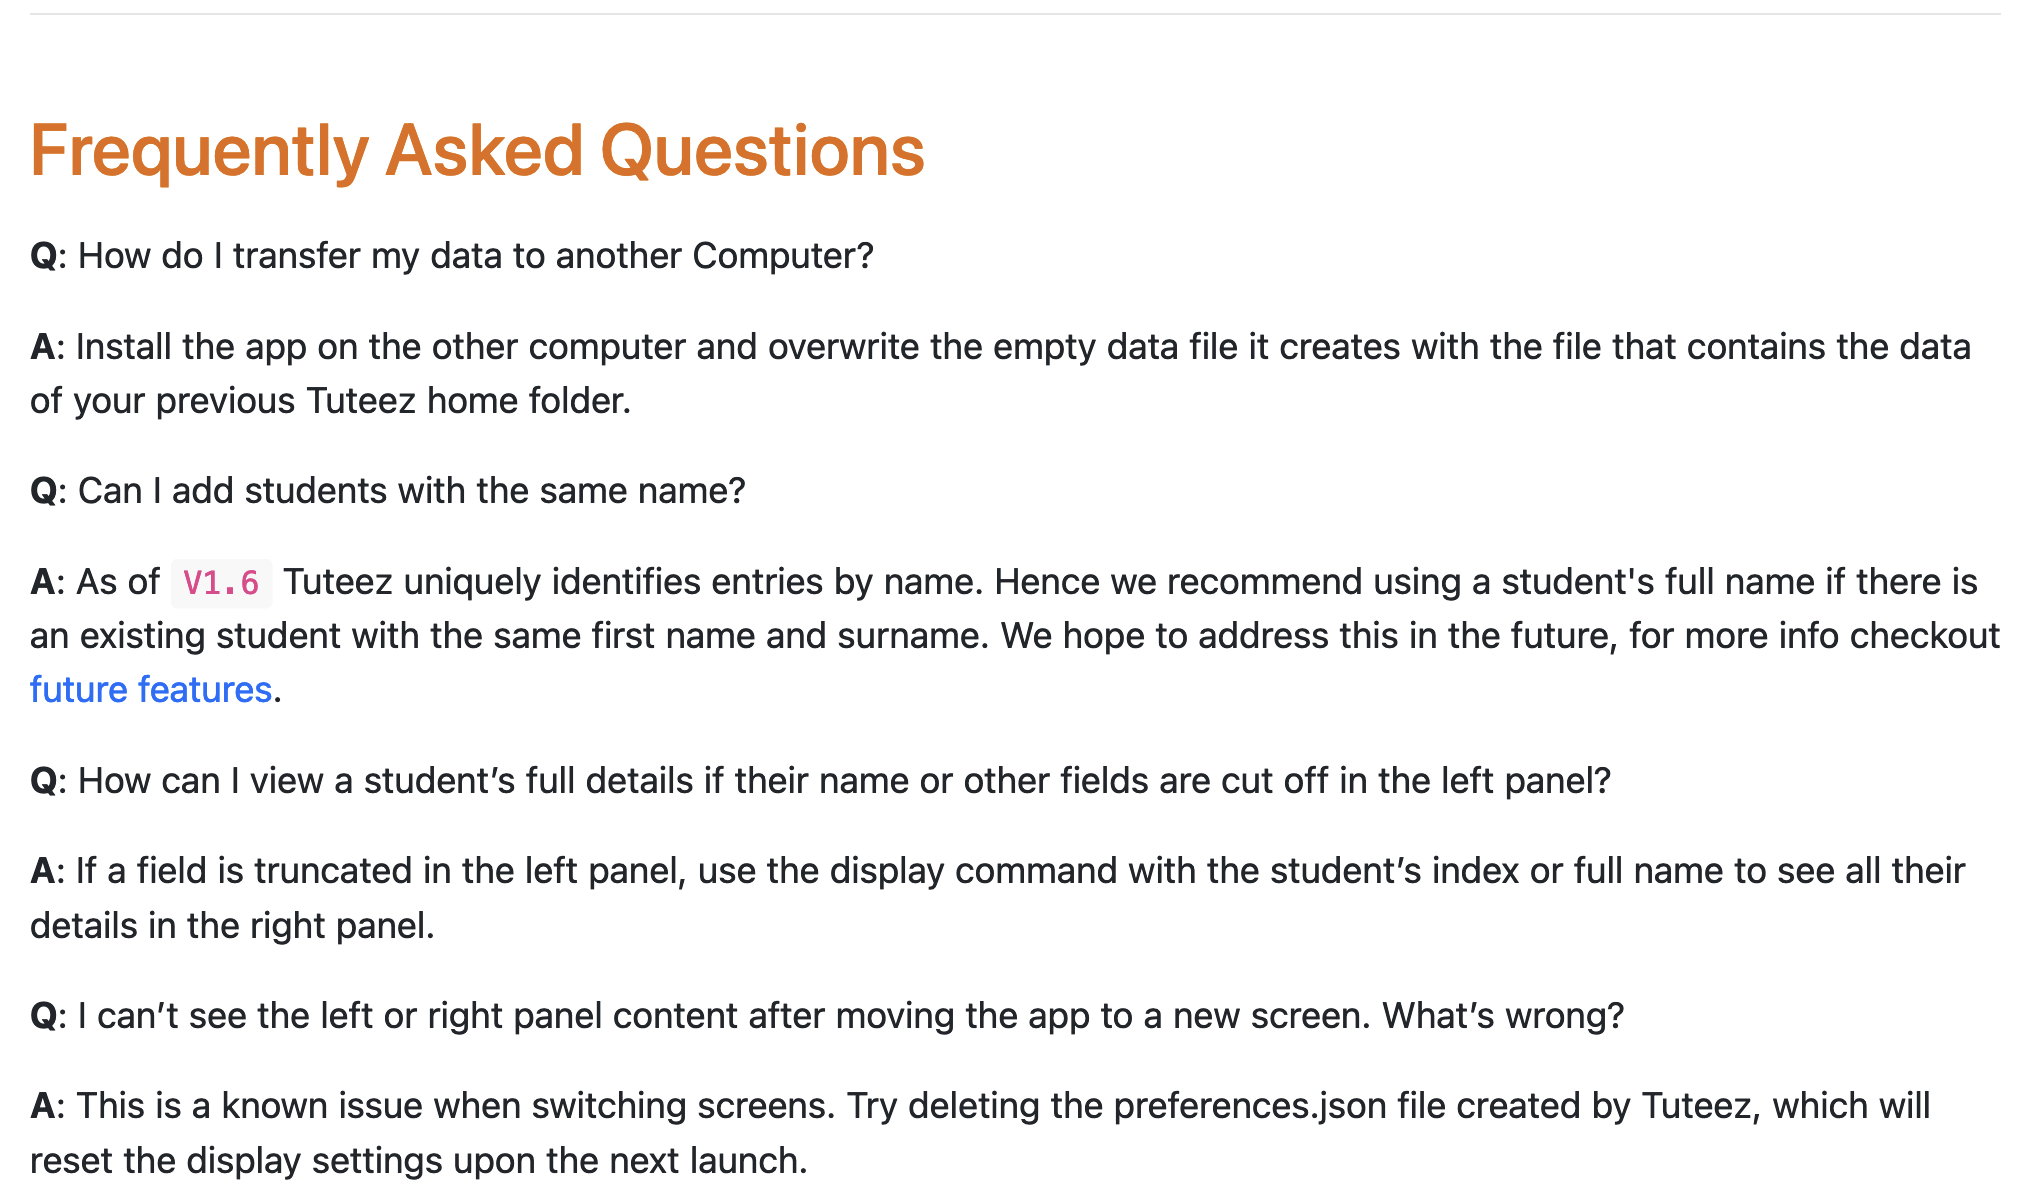 Frequently Asked Questions
Q: How do I transfer my data to another Computer?
A: Install the app on the other computer and overwrite the empty data file it creates with the file that contains the data
of your previous Tuteez home folder.
Q: Can I add students with the same name?
A: As of V1.6 Tuteez uniquely identifies entries by name. Hence we recommend using a student's full name if there is
an existing student with the same first name and surname. We hope to address this in the future, for more info checkout
future features.
Q: How can I view a student’s full details if their name or other fields are cut off in the left panel?
A: If a field is truncated in the left panel, use the display command with the student’s index or full name to see all their
details in the right panel.
Q: I can’t see the left or right panel content after moving the app to a new screen. What’s wrong?
A: This is a known issue when switching screens. Try deleting the preferences.json file created by Tuteez, which will
reset the display settings upon the next launch.